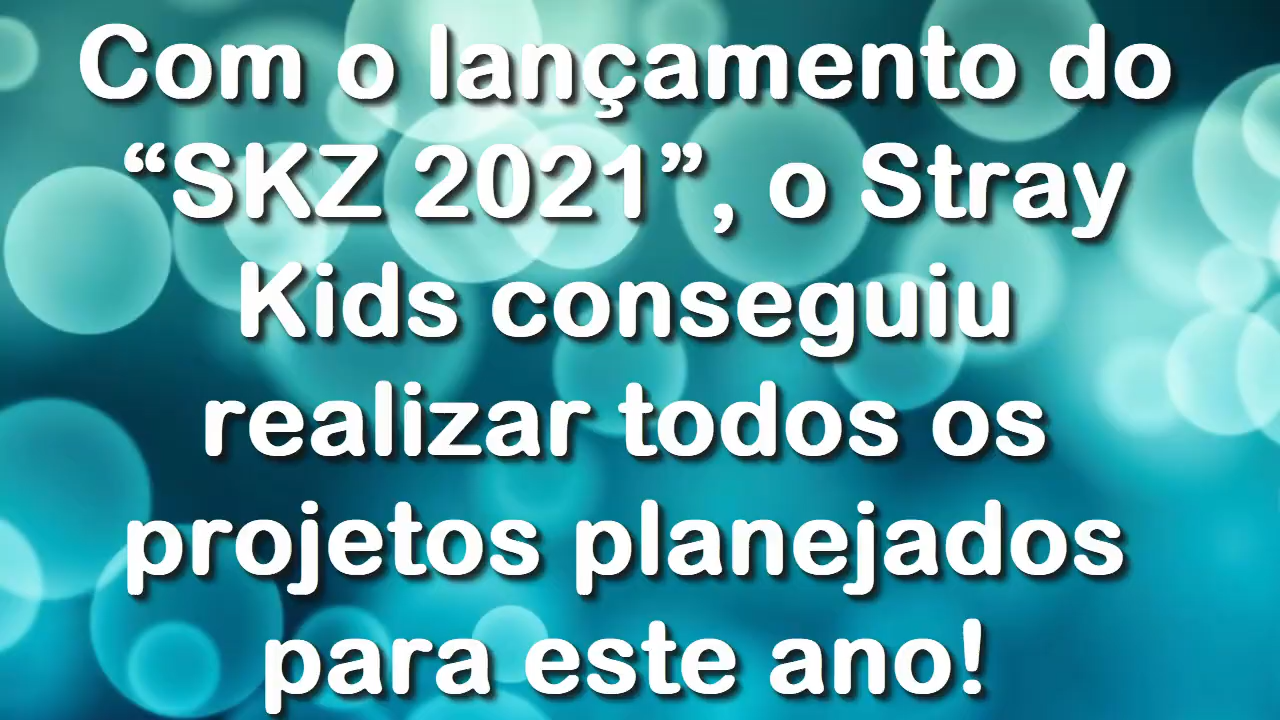 Com o lançamento do
“SKZ 2021”, o Stray
Kids conseguiu
realizar todos os
projetos planejados
para este ano!